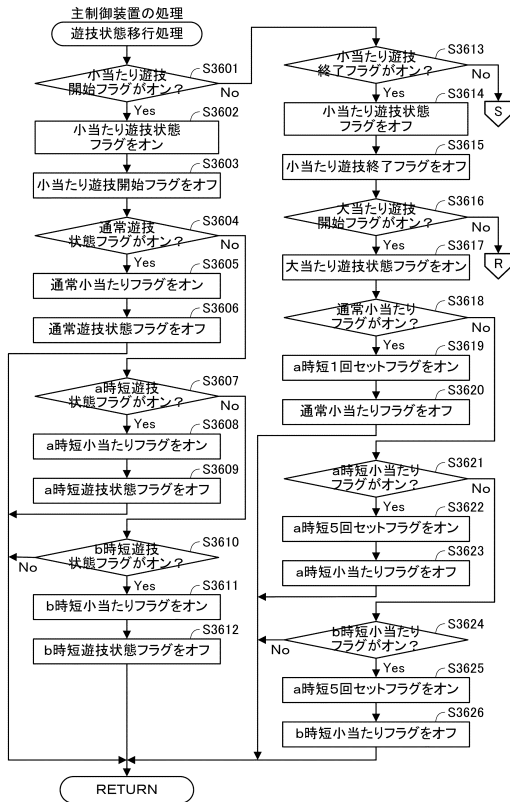 主制御装置の処理
遊技状態移行処理
小当たり遊技
開始フラグがオン？
S3601
No
Yes
S3602
小当たり遊技状態
フラグをオン
S3603
小当たり遊技開始フラグをオフ
S3604
通常遊技
状態フラグがオン？
No
Yes
S3605
通常小当たりフラグをオン
S3606
通常遊技状態フラグをオフ
S3607
a時短遊技
状態フラグがオン？
No
Yes
S3608
a時短小当たりフラグをオン
S3609
a時短遊技状態フラグをオフ
S3610
b時短遊技
状態フラグがオン？
No
Yes
S3611
b時短小当たりフラグをオン
S3612
b時短遊技状態フラグをオフ
RETURN
S3613
小当たり遊技
終了フラグがオン？
No
S
Yes
S3614
小当たり遊技状態
フラグをオフ
S3615
小当たり遊技終了フラグをオフ
S3616
大当たり遊技
開始フラグがオン？
No
R
Yes
S3617
大当たり遊技状態フラグをオン
S3618
通常小当たり
フラグがオン？
No
Yes
S3619
a時短1回セットフラグをオン
S3620
通常小当たりフラグをオフ
S3621
a時短小当たり
フラグがオン？
No
Yes
S3622
a時短5回セットフラグをオン
S3623
a時短小当たりフラグをオフ
S3624
b時短小当たり
フラグがオン？
No
Yes
S3625
a時短5回セットフラグをオン
S3626
b時短小当たりフラグをオフ